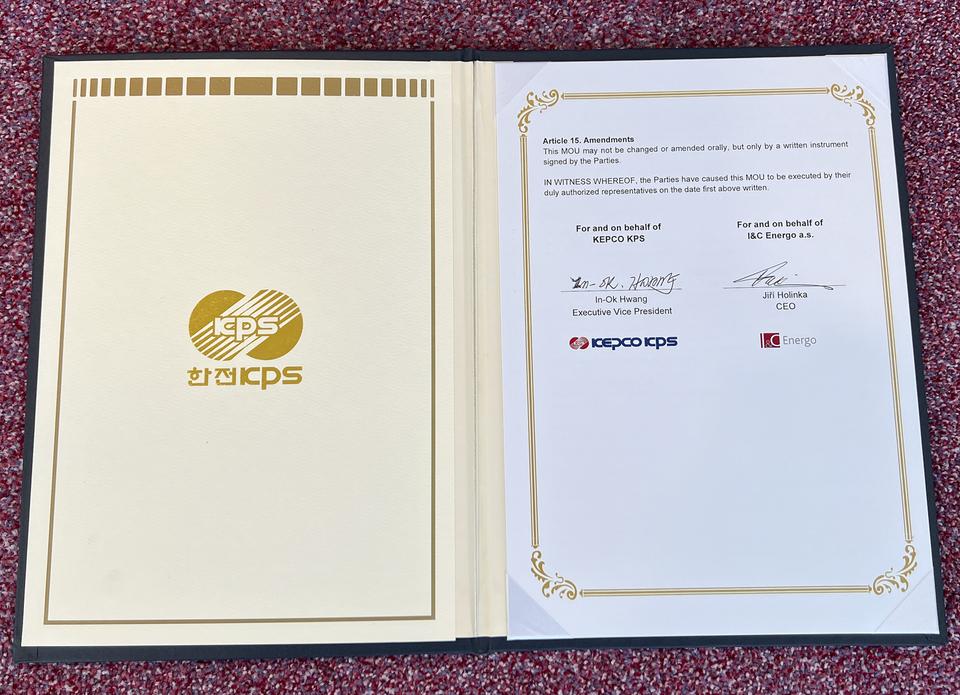 KPS
한전KPS
Article 15. Amendments
This MOU may not be changed or amended orally, but only by a written instrument
signed by the Parties.
IN WITNESS WHEREOF, the Parties have caused this MOU to be executed by their
duly authorized representatives on the date first above written.
For and on behalf of
KEPCO KPS
In-OK. HWANG
In-Ok Hwang
Executive Vice President
KEPCO KPS
For and on behalf of
I&C Energo a.s.
Jiří Holinka
CEO
I&C Energo